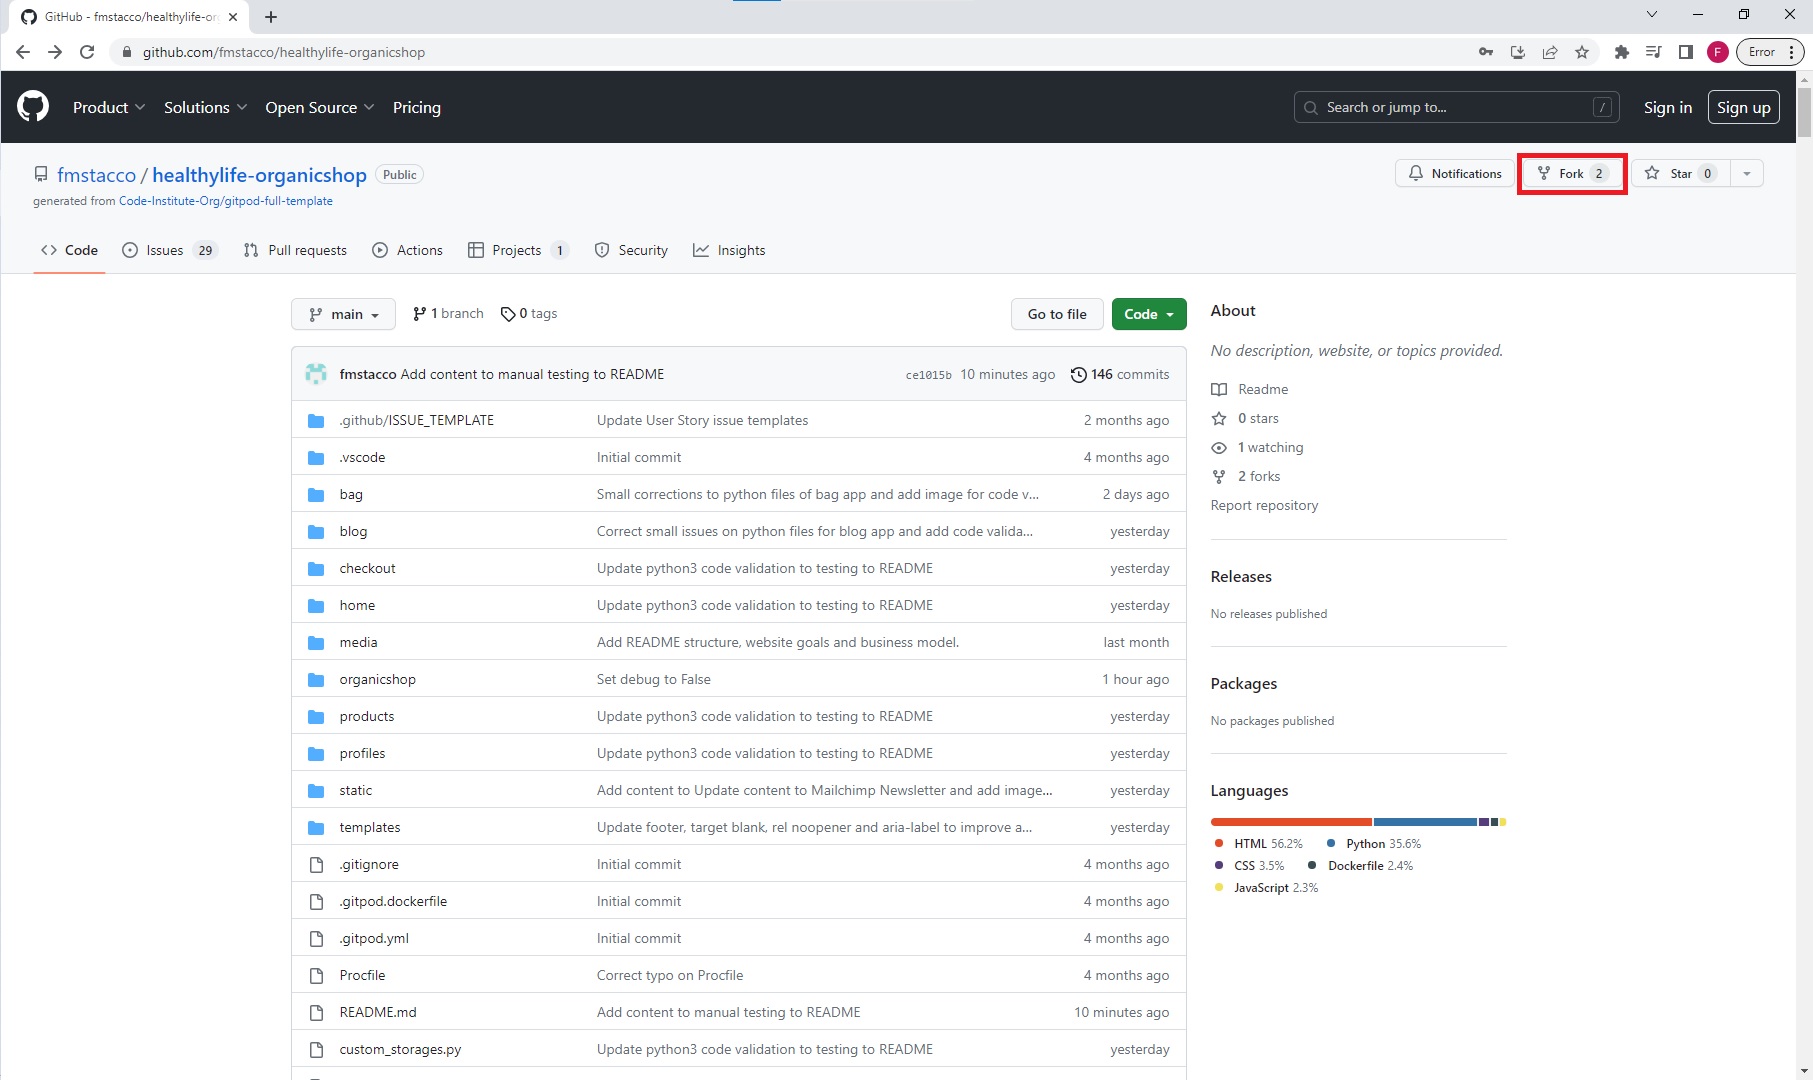 GitHub - fmstacco/healthylife-or
github.com/fmstacco/healthylife-organicshop
F
Error
Product
Solutions
Open Source
Pricing
Search or jump to...
/
Sign in
Sign up
fmstacco / healthylife-organicshop Public
Notifications
Fork 2
Star 0
generated from Code-Institute-Org/gitpod-full-template
Code
Issues 29
Pull requests
Actions
Projects 1
Security
Insights
main
1 branch
0 tags
Go to file
Code
fmstacco Add content to manual testing to README ce1015b 10 minutes ago 146 commits
.github/ISSUE_TEMPLATE Update User Story issue templates 2 months ago
.vscode Initial commit 4 months ago
bag Small corrections to python files of bag app and add image for code v... 2 days ago
blog Correct small issues on python files for blog app and add code valida... yesterday
checkout Update python3 code validation to testing to README yesterday
home Update python3 code validation to testing to README yesterday
media Add README structure, website goals and business model. last month
organicshop Set debug to False 1 hour ago
products Update python3 code validation to testing to README yesterday
profiles Update python3 code validation to testing to README yesterday
static Add content to Update content to Mailchimp Newsletter and add image... yesterday
templates Update footer, target blank, rel noopener and aria-label to improve a... yesterday
.gitignore Initial commit 4 months ago
.gitpod.dockerfile Initial commit 4 months ago
.gitpod.yml Initial commit 4 months ago
Procfile Correct typo on Procfile 4 months ago
README.md Add content to manual testing to README 10 minutes ago
custom_storages.py Update python3 code validation to testing to README yesterday
About
No description, website, or topics provided.
Readme
0 stars
1 watching
2 forks
Report repository
Releases
No releases published
Packages
No packages published
Languages
HTML 56.2% Python 35.6%
CSS 3.5% Dockerfile 2.4%
JavaScript 2.3%